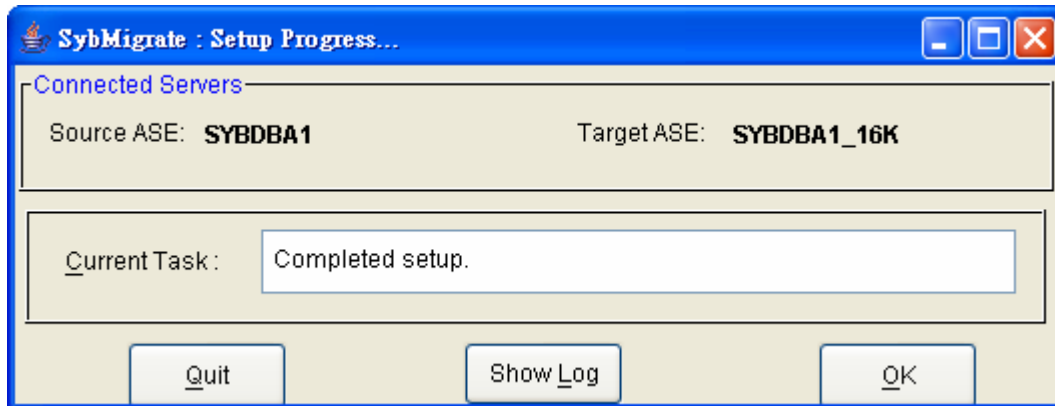 SybMigrate : Setup Progress...
Connected Servers
Source ASE: SYBDBA1 Target ASE: SYBDBA1_16K
Current Task : Completed setup.
Quit Show Log OK